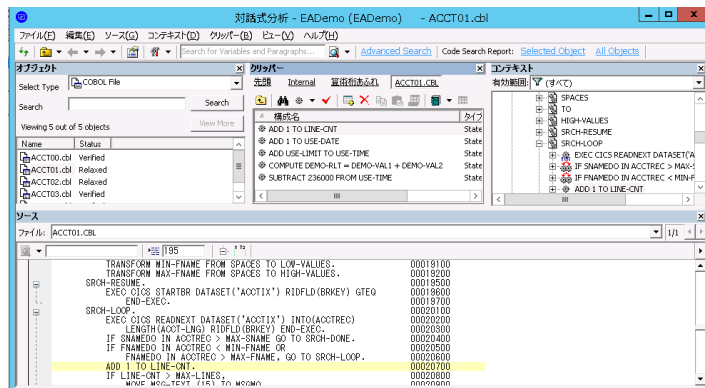 対話式分析 - EADemo (EADemo) - ACCT01.cbl
ファイル(F) 編集(E) ソース(G) コンテキスト(D) クリッパー(B) ビュー(V) ヘルプ(H)
Search for Variables and Paragraphs... Advanced Search Code Search Report: Selected Object All Objects
オブジェクト
Select Type COBOL File
Search Search
Viewing 5 out of 5 objects View More
Name Status
ACCT00.cbl Verified
ACCT01.cbl Relaxed
ACCT02.cbl Relaxed
ACCT03.cbl Verified
クリッパー
先頭 Internal 算術桁あふれ ACCT01.CBL
構成名 タイプ
ADD 1 TO LINE-CNT State
ADD 1 TO USE-DATE State
ADD USE-LIMIT TO USE-TIME State
COMPUTE DEMO-RLT = DEMO-VAL1 + DEMO-VAL2 State
SUBTRACT 236000 FROM USE-TIME State
コンテキスト
有効範囲: (すべて)
SPACES
TO
HIGH-VALUES
SRCH-RESUME
SRCH-LOOP
EXEC CICS READNEXT DATASET('A
IF SNAMEDO IN ACCTREC > MAX-S
IF FNAMEDO IN ACCTREC < MIN-F
ADD 1 TO LINE-CNT
ソース
ファイル: ACCT01.CBL 1/1
195
TRANSFORM MIN-FNAME FROM SPACES TO LOW-VALUES. 00019100
TRANSFORM MAX-FNAME FROM SPACES TO HIGH-VALUES. 00019200
SRCH-RESUME. 00019500
EXEC CICS STARTBR DATASET('ACCTIX') RIDFLD(BRKEY) GTEQ 00019600
END-EXEC. 00019700
SRCH-LOOP. 00020100
EXEC CICS READNEXT DATASET('ACCTIX') INTO(ACCTREC) 00020200
LENGTH(ACCT-LNG) RIDFLD(BRKEY) END-EXEC. 00020300
IF SNAMEDO IN ACCTREC > MAX-SNAME GO TO SRCH-DONE. 00020400
IF FNAMEDO IN ACCTREC < MIN-FNAME OR 00020500
FNAMEDO IN ACCTREC > MAX-FNAME, GO TO SRCH-LOOP. 00020600
ADD 1 TO LINE-CNT. 00020700
IF LINE-CNT > MAX-LINES, 00020800
MOVE MSG-TEXT (15) TO MSGMO 00020900